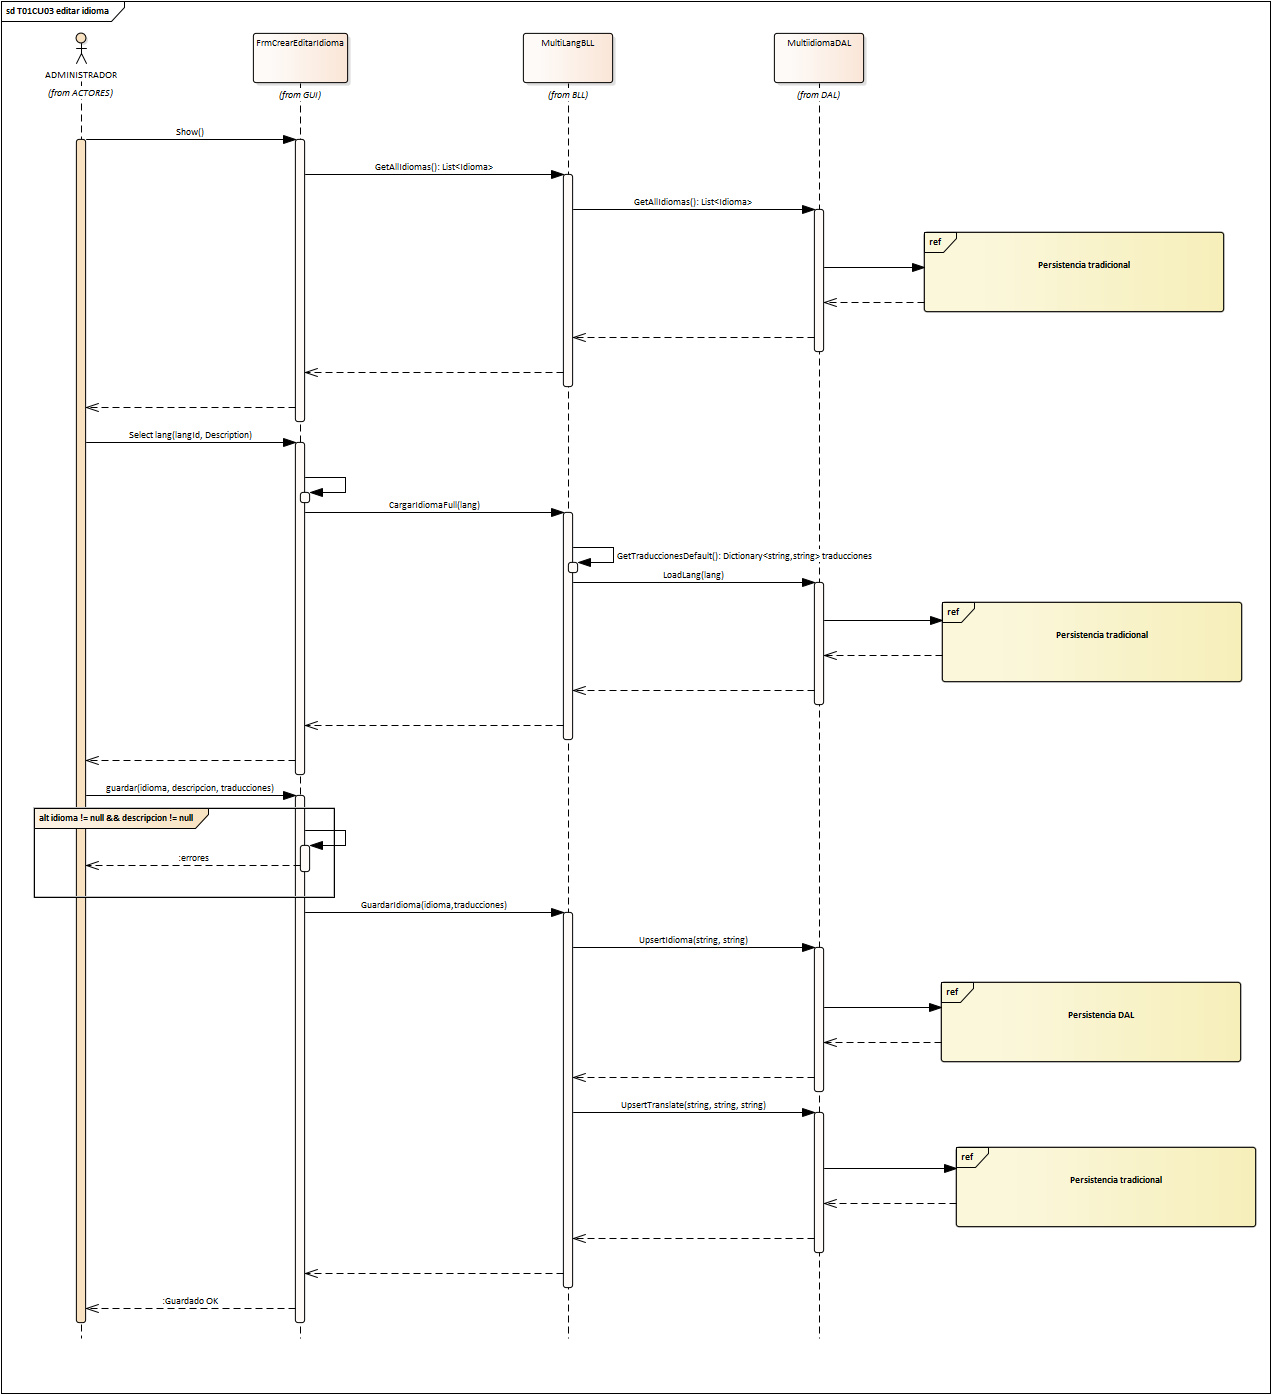 sd T01CU03 editar idioma
FrmCrearEditarIdioma
MultiLangBLL
MultiidiomaDAL
ADMINISTRADOR
(from ACTORES)
(from GUI)
(from BLL)
(from DAL)
Show()
GetAllIdiomas(): List<Idioma>
GetAllIdiomas(): List<Idioma>
ref
Persistencia tradicional
Select lang(langId, Description)
CargarIdiomaFull(lang)
GetTraduccionesDefault(): Dictionary<string,string> traducciones
LoadLang(lang)
ref
Persistencia tradicional
guardar(idioma, descripcion, traducciones)
alt idioma != null && descripcion != null
:errores
GuardarIdioma(idioma,traducciones)
UpsertIdioma(string, string)
ref
Persistencia DAL
UpsertTranslate(string, string, string)
ref
Persistencia tradicional
:Guardado OK